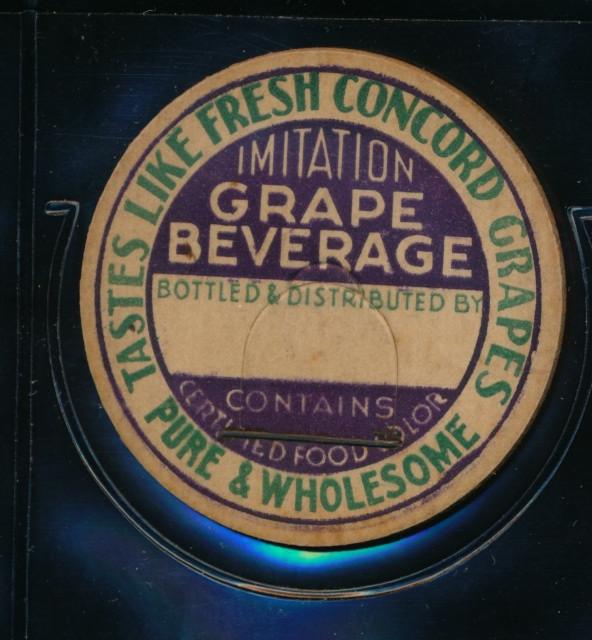 TASTES LIKE FRESH CONCORD GRAPES
IMITATION
GRAPE
BEVERAGE
BOTTLED & DISTRIBUTED BY
CONTAINS
CERTIFIED FOOD COLOR
PURE & WHOLESOME